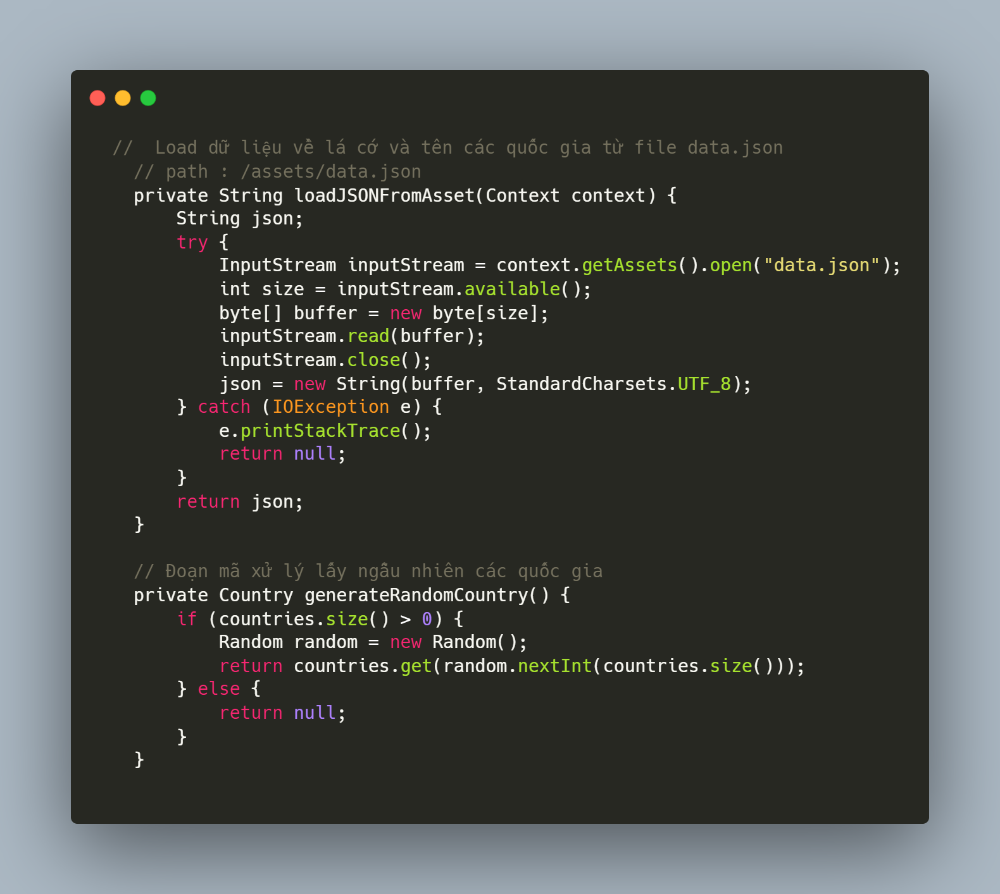 //  Load dữ liệu về lá cớ và tên các quốc gia từ file data.json
// path : /assets/data.json
private String loadJSONFromAsset(Context context) {
String json;
try {
InputStream inputStream = context.getAssets().open("data.json");
int size = inputStream.available();
byte[] buffer = new byte[size];
inputStream.read(buffer);
inputStream.close();
json = new String(buffer, StandardCharsets.UTF_8);
} catch (IOException e) {
e.printStackTrace();
return null;
}
return json;
}
// Đoạn mã xử lý lấy ngẫu nhiên các quốc gia
private Country generateRandomCountry() {
if (countries.size() > 0) {
Random random = new Random();
return countries.get(random.nextInt(countries.size()));
} else {
return null;
}
}